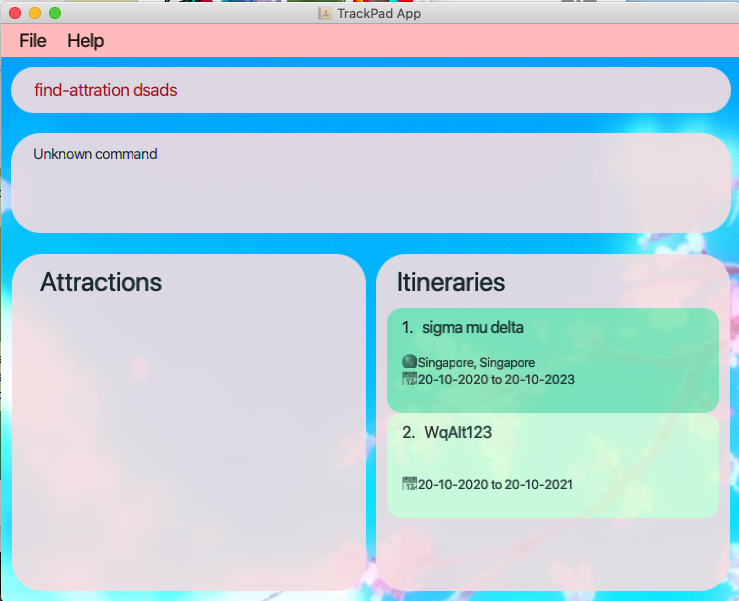 TrackPad App
File Help
find-attration dsads
Unknown command
Attractions
Itineraries
1. sigma mu delta
Singapore, Singapore
20-10-2020 to 20-10-2023
2. WqAlt123
20-10-2020 to 20-10-2021